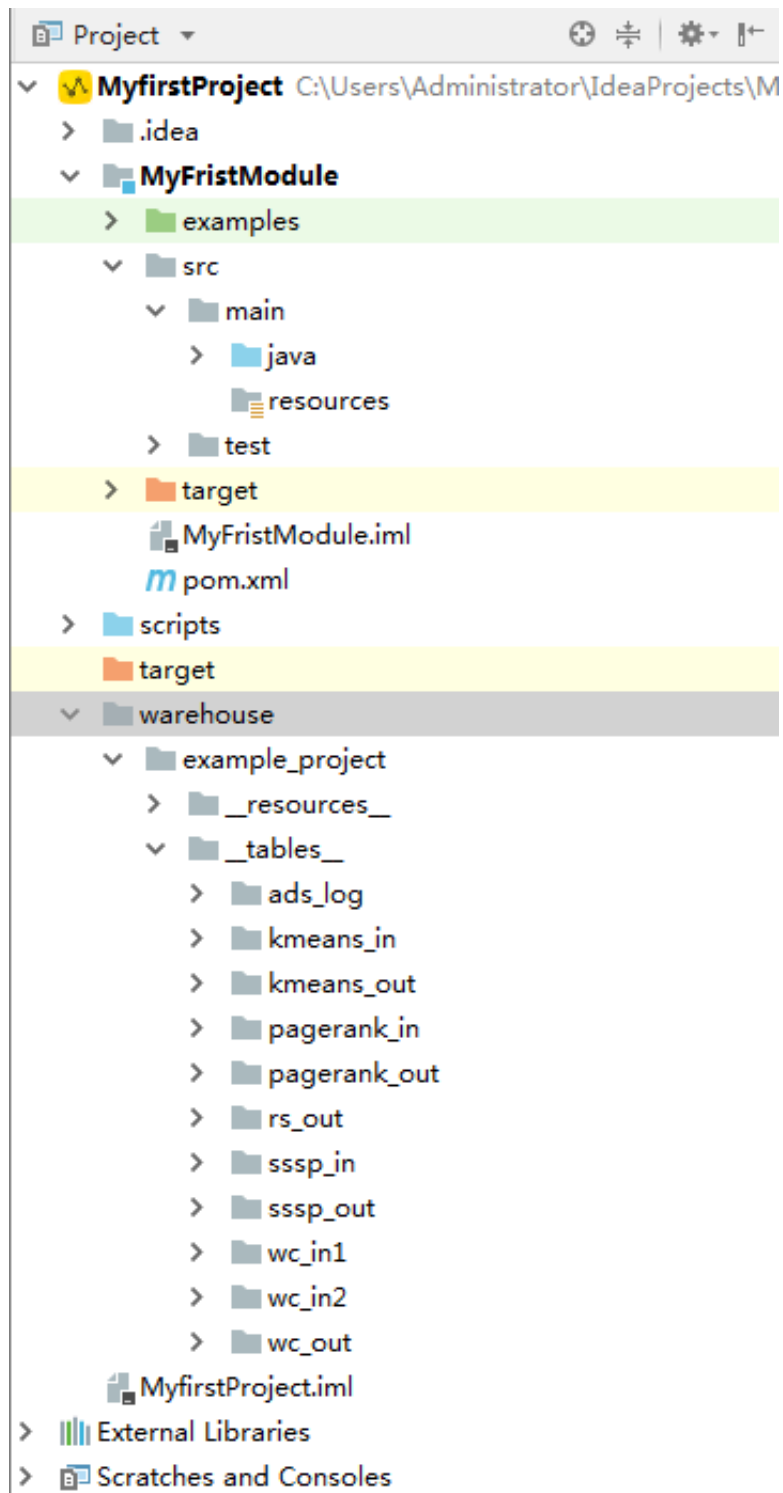 Project
MyfirstProject C:\Users\Administrator\IdeaProjects\M
.idea
MyFristModule
examples
src
main
java
resources
test
target
MyFristModule.iml
pom.xml
scripts
target
warehouse
example_project
__resources__
__tables__
ads_log
kmeans_in
kmeans_out
pagerank_in
pagerank_out
rs_out
sssp_in
sssp_out
wc_in1
wc_in2
wc_out
MyfirstProject.iml
External Libraries
Scratches and Consoles